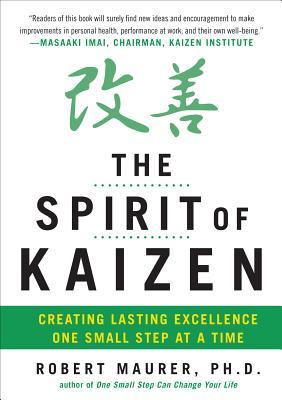 “Readers of this book will surely find new ideas and encouragement to make
improvements in personal health, performance at work, and their own well-being.”
—MASAAKI IMAI, CHAIRMAN, KAIZEN INSTITUTE
改善
THE
SPIRIT OF
KAIZEN
CREATING LASTING EXCELLENCE
ONE SMALL STEP AT A TIME
ROBERT MAURER, PH.D.
author of One Small Step Can Change Your Life